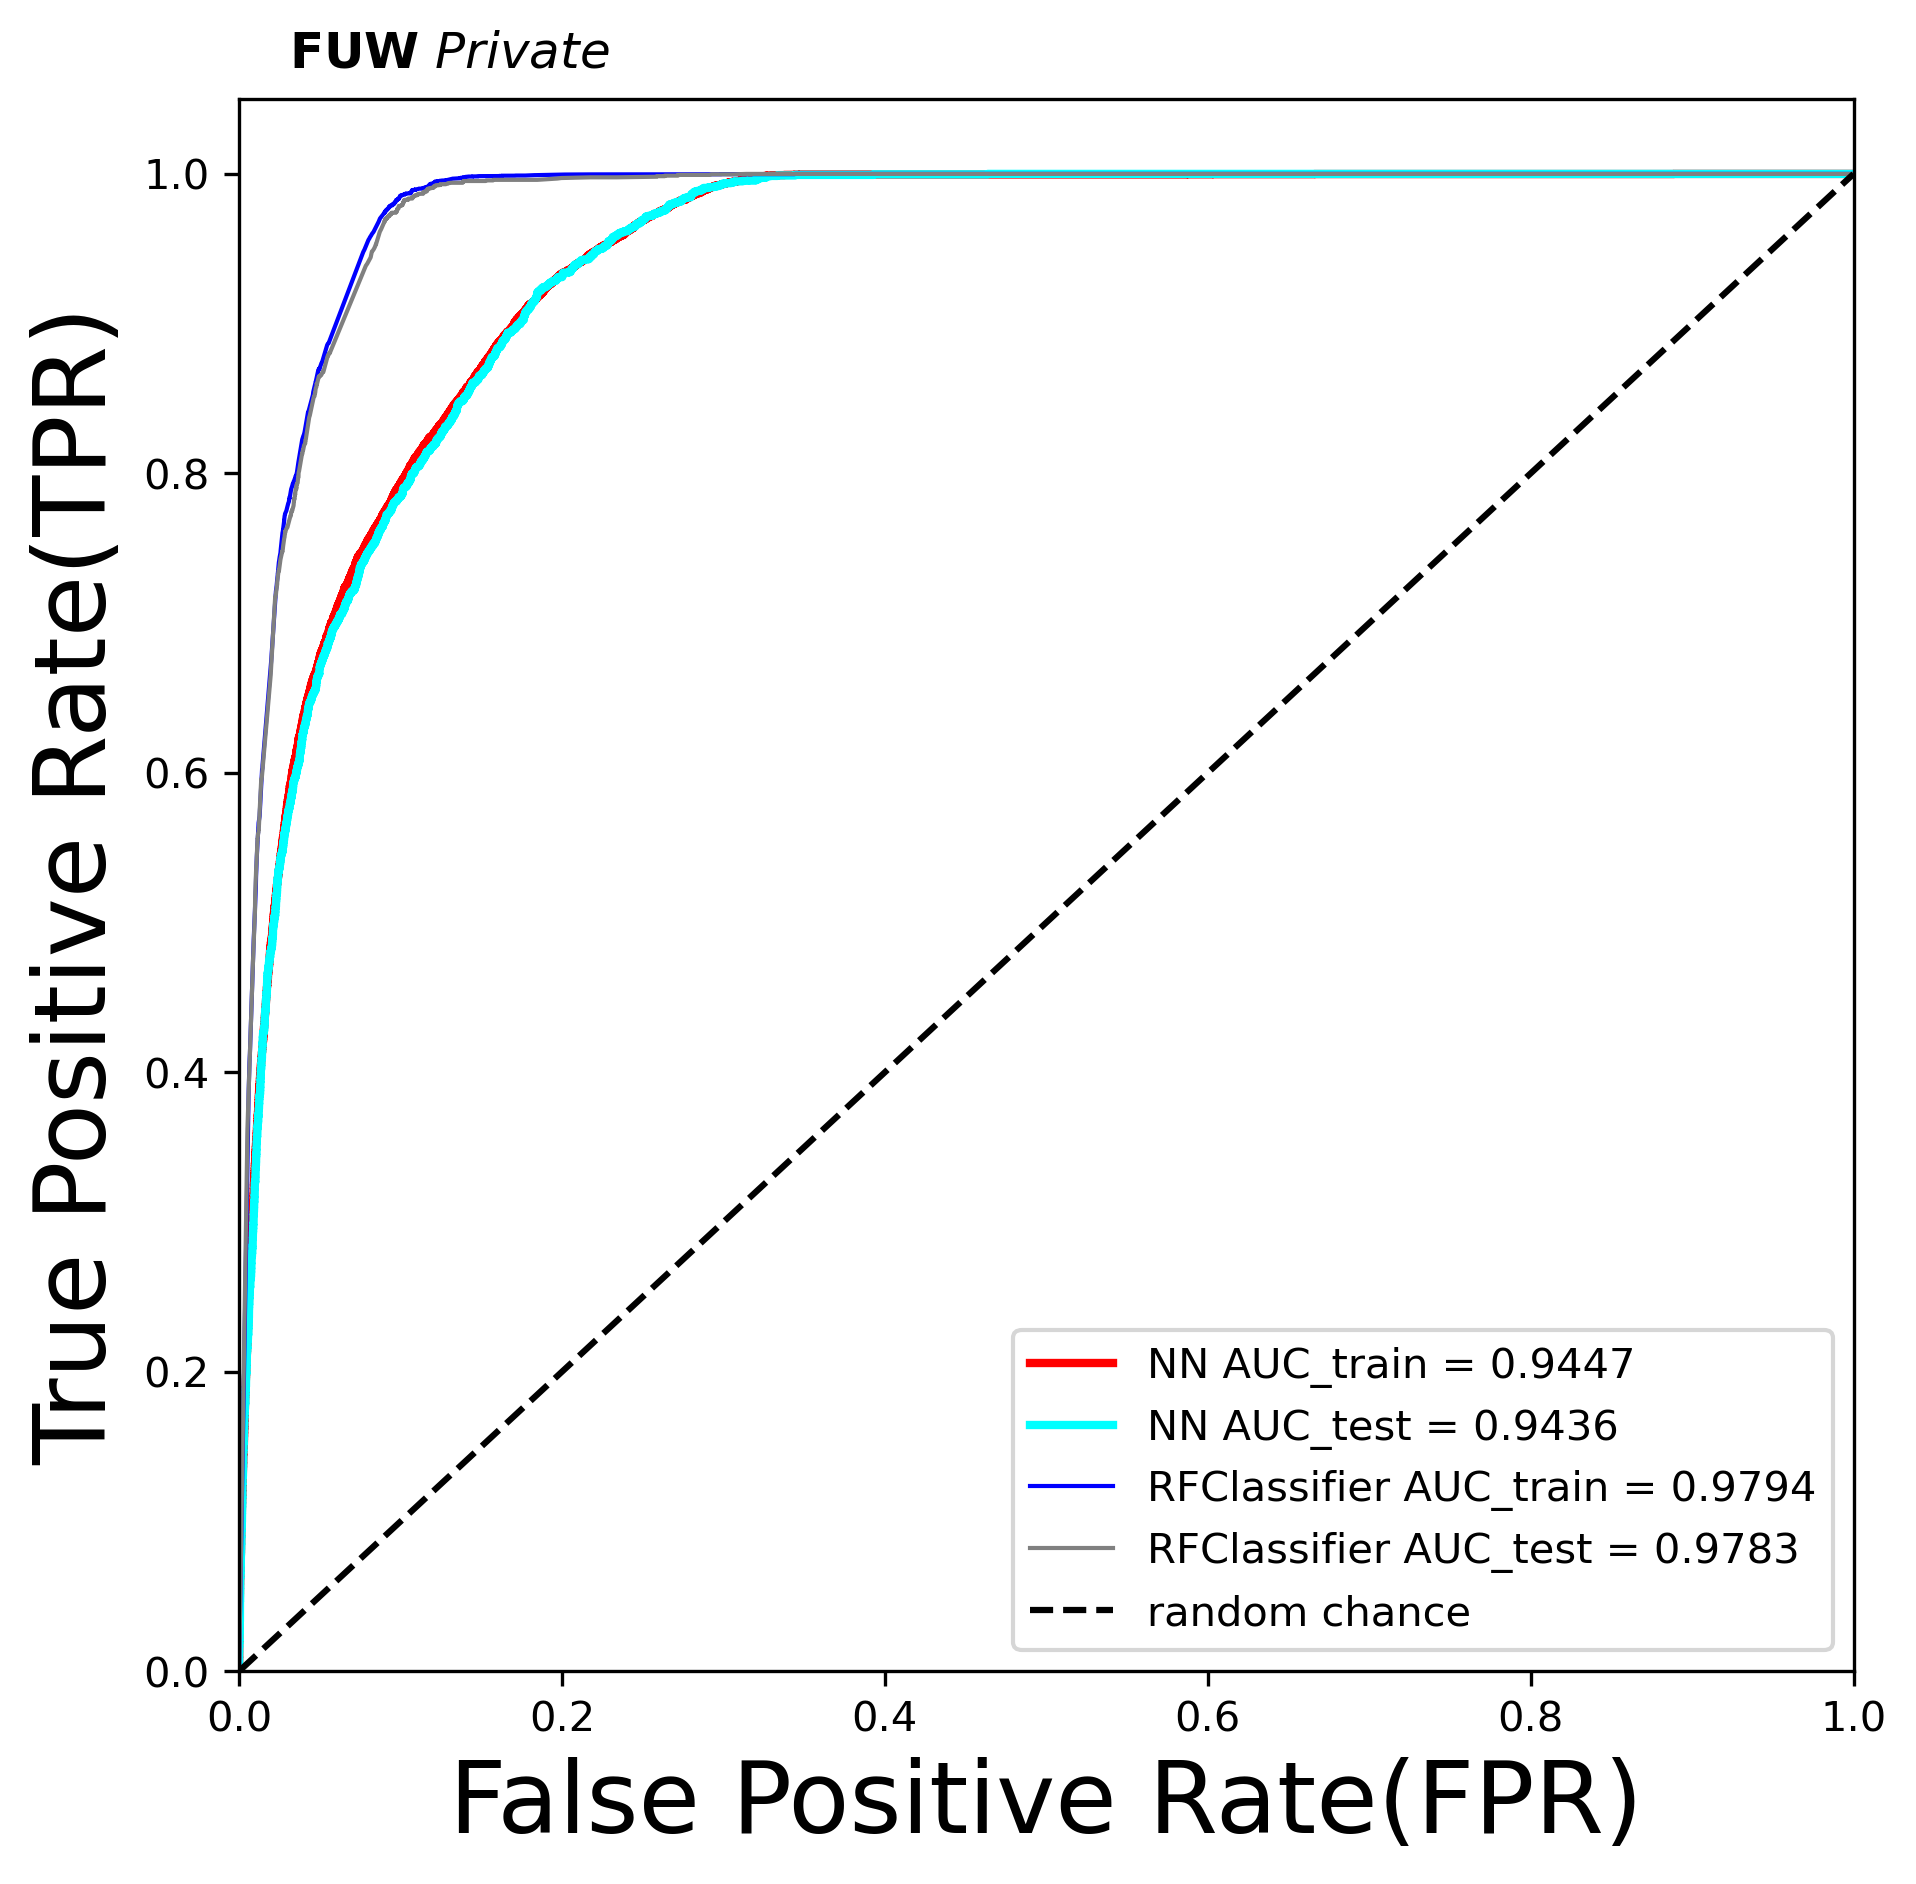 FUW Private
True Positive Rate(TPR)
1.0
0.8
0.6
0.4
0.2
0.0
NN AUC_train = 0.9447
NN AUC_test = 0.9436
RFClassifier AUC_train = 0.9794
RFClassifier AUC_test = 0.9783
random chance
0.0 0.2 0.4 0.6 0.8 1.0
False Positive Rate(FPR)